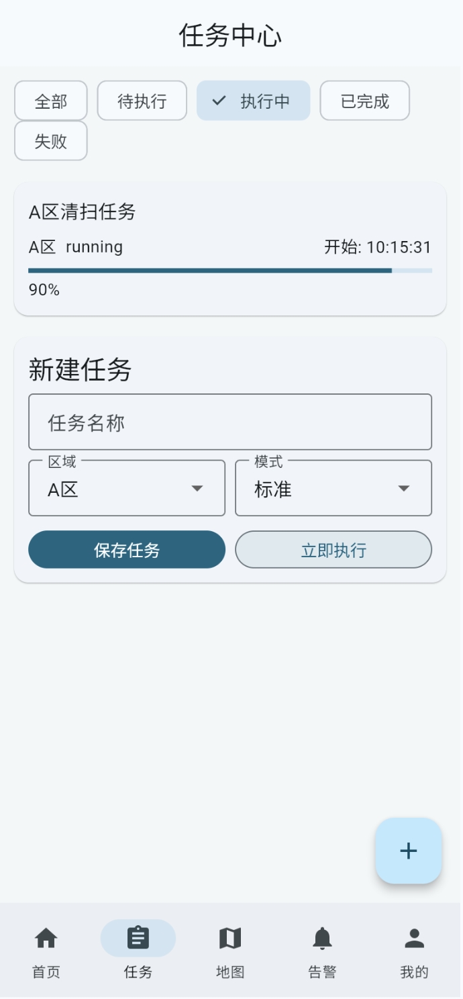 任务中心
全部 待执行 执行中 已完成
失败
A区清扫任务
A区 running 开始: 10:15:31
90%
新建任务
任务名称
区域 模式
A区 标准
保存任务 立即执行
首页 任务 地图 告警 我的